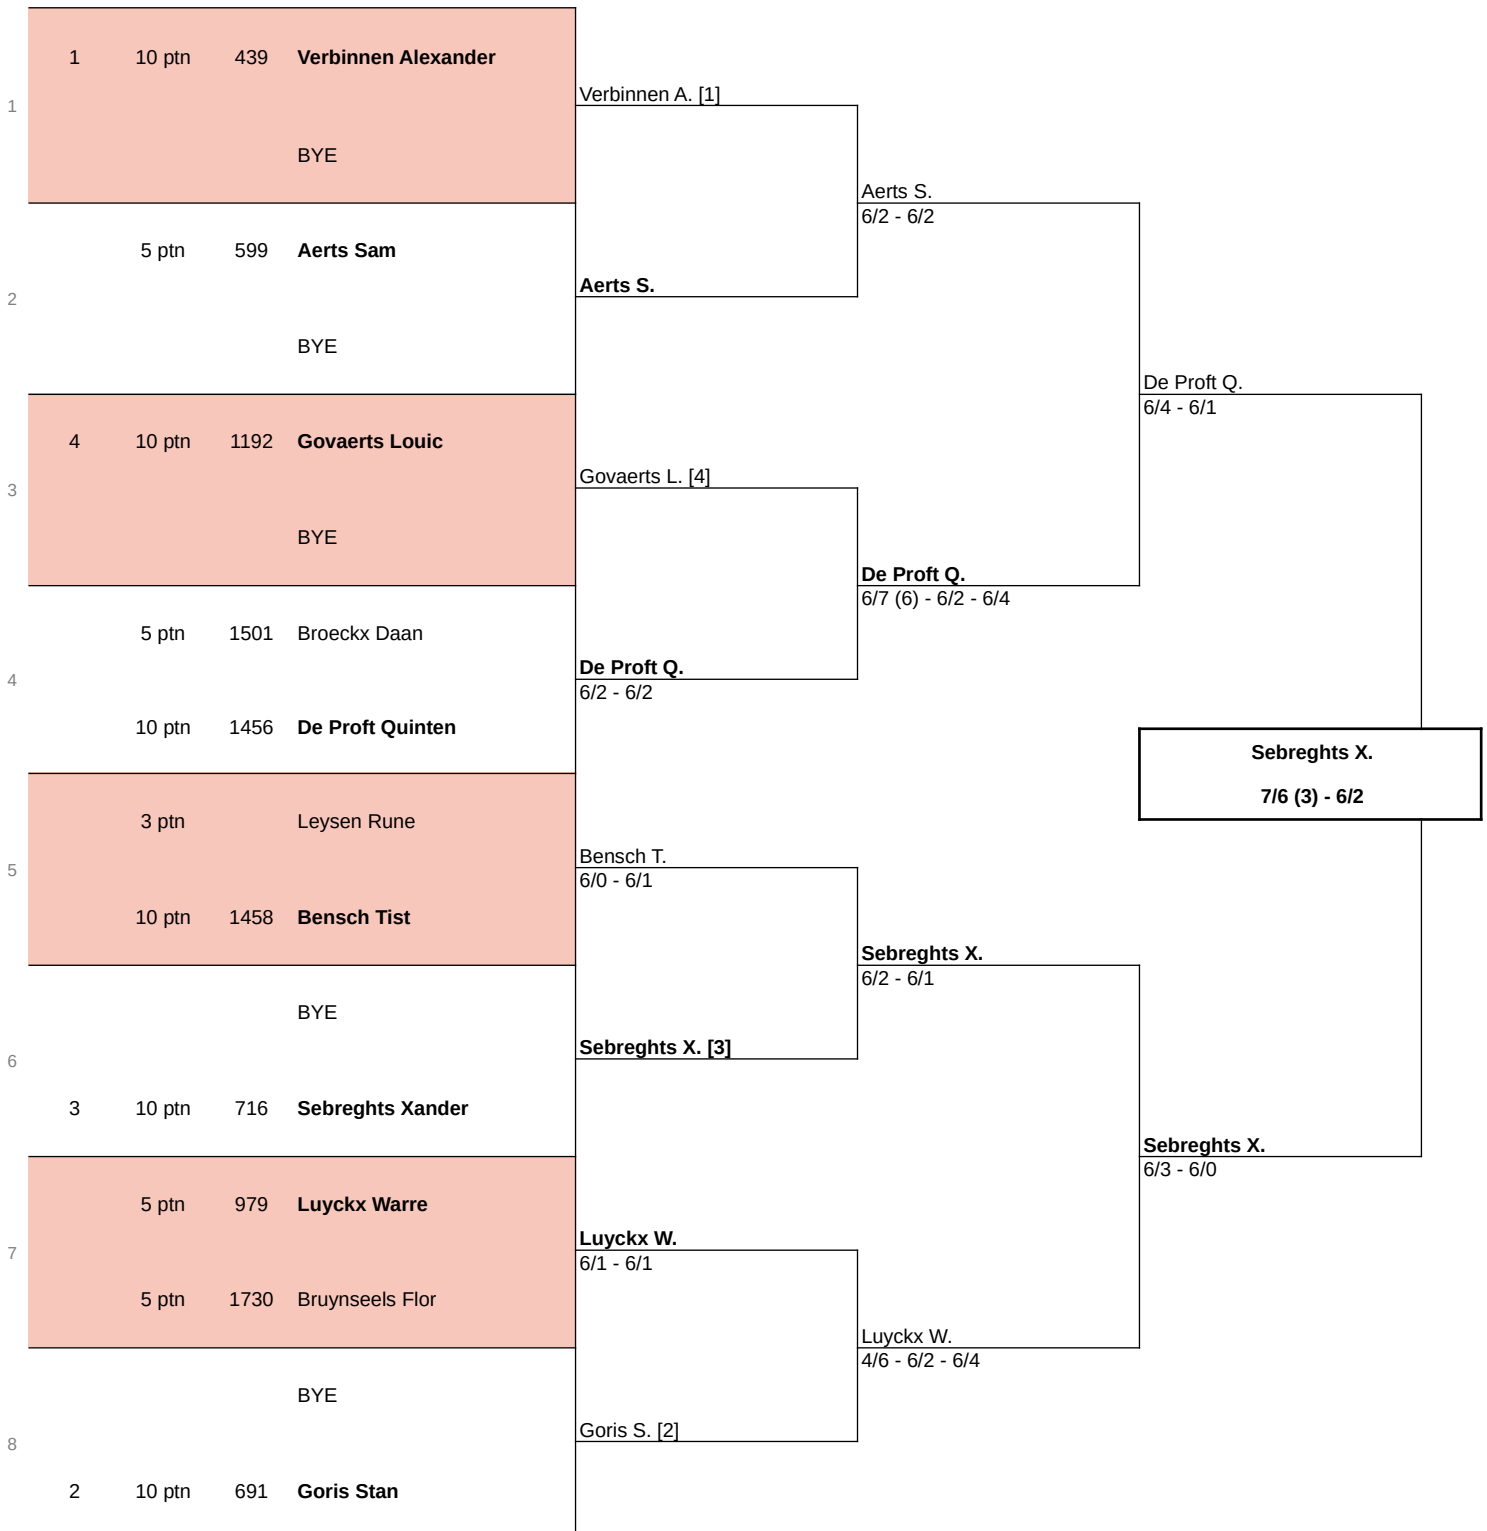 1 10 ptn 439 Verbinnen Alexander
Verbinnen A. [1]
1
BYE
Aerts S.
6/2 - 6/2
5 ptn 599 Aerts Sam
Aerts S.
2
BYE
De Proft Q.
6/4 - 6/1
4 10 ptn 1192 Govaerts Louic
Govaerts L. [4]
3
BYE
De Proft Q.
6/7 (6) - 6/2 - 6/4
5 ptn 1501 Broeckx Daan
De Proft Q.
4
6/2 - 6/2
10 ptn 1456 De Proft Quinten
Sebreghts X.
7/6 (3) - 6/2
3 ptn Leysen Rune
Bensch T.
5
6/0 - 6/1
10 ptn 1458 Bensch Tist
Sebreghts X.
6/2 - 6/1
BYE
Sebreghts X. [3]
6
3 10 ptn 716 Sebreghts Xander
Sebreghts X.
6/3 - 6/0
5 ptn 979 Luyckx Warre
Luyckx W.
7
6/1 - 6/1
5 ptn 1730 Bruynseels Flor
Luyckx W.
4/6 - 6/2 - 6/4
BYE
Goris S. [2]
8
2 10 ptn 691 Goris Stan